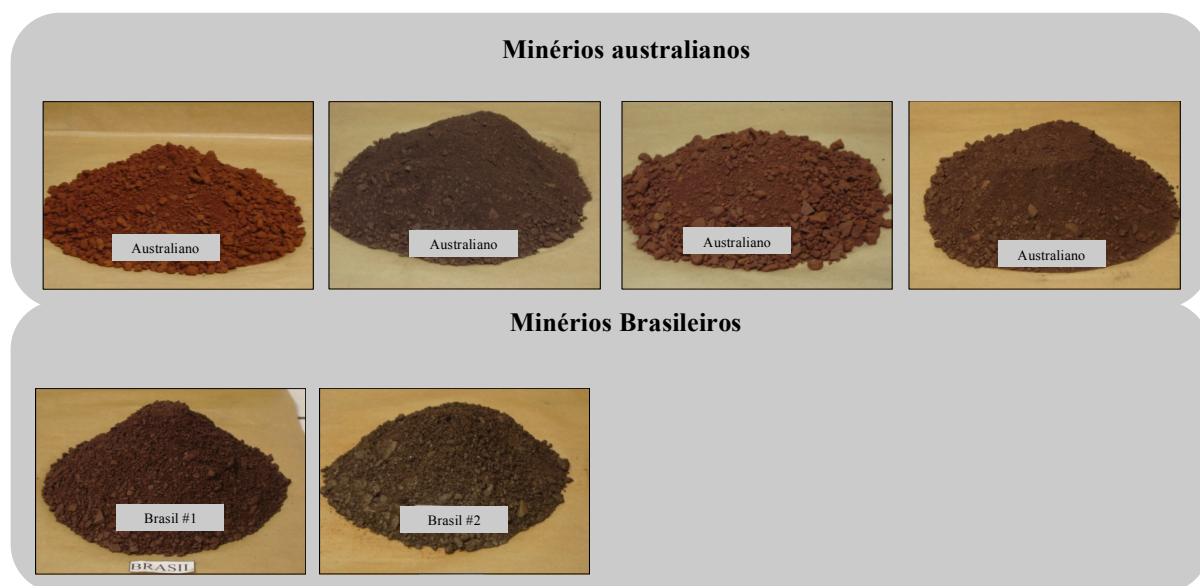 Minérios australianos
Australiano
Australiano
Australiano
Australiano
Minérios Brasileiros
Brasil #1
Brasil #2
BRASIL